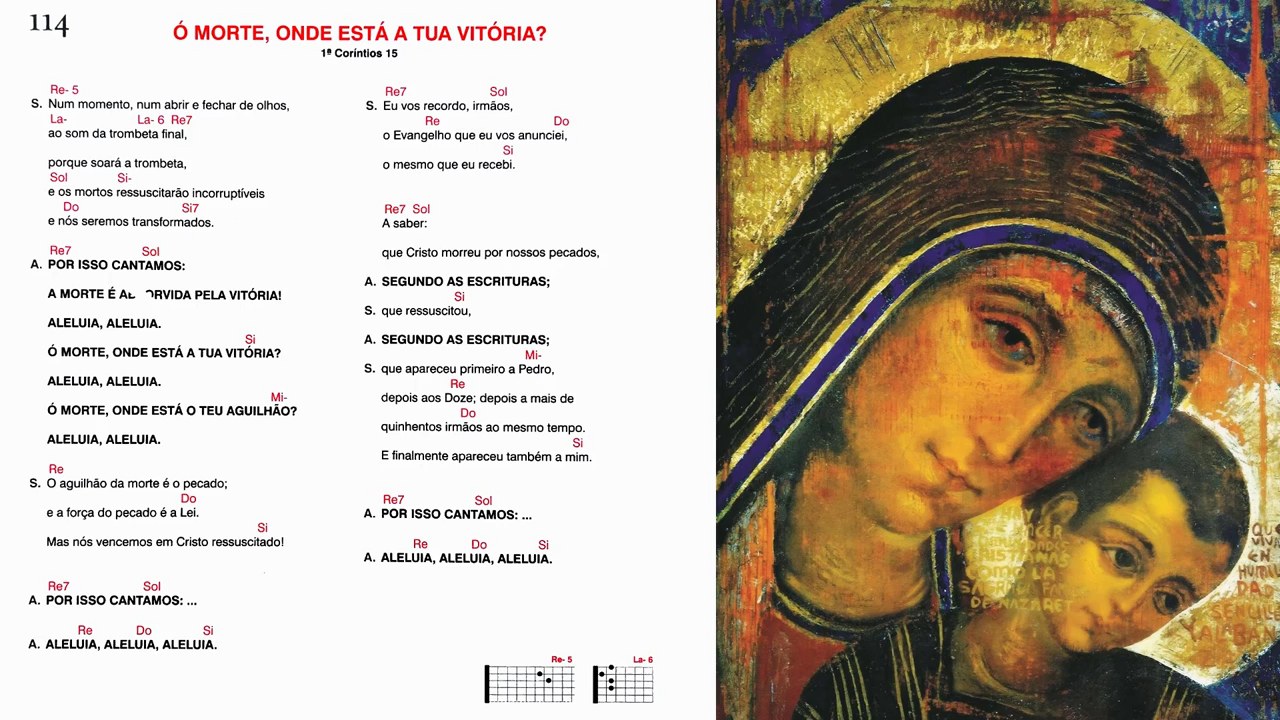 114
Ó MORTE, ONDE ESTÁ A TUA VITÓRIA?
1ª Coríntios 15
Re- 5
S. Num momento, num abrir e fechar de olhos,
La- La- 6 Re7
ao som da trombeta final,
porque soará a trombeta,
Sol Si-
e os mortos ressuscitarão incorruptíveis
Do Si7
e nós seremos transformados.
Re7 Sol
A. POR ISSO CANTAMOS:
A MORTE É PELA VITÓRIA!
ALELUIA, ALELUIA.
Si
Ó MORTE, ONDE ESTÁ A TUA VITÓRIA?
ALELUIA, ALELUIA.
Mi-
Ó MORTE, ONDE ESTÁ O TEU AGUILHÃO?
ALELUIA, ALELUIA.
Re
S. O aguilhão da morte é o pecado;
Do
e a força do pecado é a Lei.
Si
Mas nós vencemos em Cristo ressuscitado!
Re7 Sol
A. POR ISSO CANTAMOS: ...
Re Do Si
A. ALELUIA, ALELUIA, ALELUIA.
Re7 Sol
S. Eu vos recordo, irmãos,
Re Do
o Evangelho que eu vos anunciei,
Si
o mesmo que eu recebi.
Re7 Sol
A saber:
que Cristo morreu por nossos pecados,
A. SEGUNDO AS ESCRITURAS;
Si
S. que ressuscitou,
A. SEGUNDO AS ESCRITURAS;
Mi-
S. que apareceu primeiro a Pedro,
Re
depois aos Doze; depois a mais de
Do
quinhentos irmãos ao mesmo tempo.
Si
E finalmente apareceu também a mim.
Re7 Sol
A. POR ISSO CANTAMOS: ...
Re Do Si
A. ALELUIA, ALELUIA, ALELUIA.
Re- 5 La- 6
HAY
COMO LA
DE NAZARET
EN